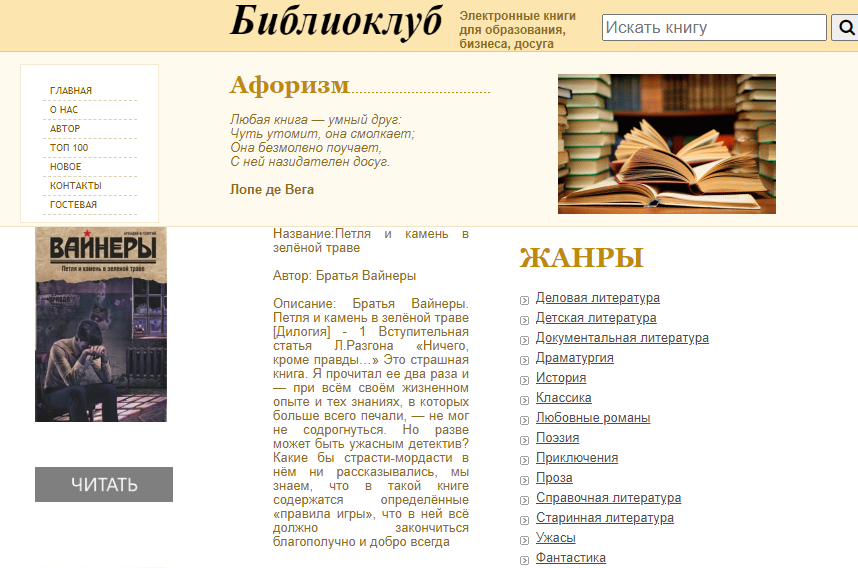 Библиоклуб
Электронные книги
для образования,
бизнеса, досуга
Искать книгу
ГЛАВНАЯ
О НАС
АВТОР
ТОП 100
НОВОЕ
КОНТАКТЫ
ГОСТЕВАЯ
Афоризм
Любая книга — умный друг:
Чуть утомит, она смолкает;
Она безмолвно поучает,
С ней назидателен досуг.
Лопе де Вега
ВАЙНЕРЫ
Петля и камень в зеленой траве
ЧИТАТЬ
Название:Петля и камень в
зелёной траве
Автор: Братья Вайнеры
Описание: Братья Вайнеры.
Петля и камень в зелёной траве
[Дилогия] - 1 Вступительная
статья Л.Разгона «Ничего,
кроме правды…» Это страшная
книга. Я прочитал ее два раза и
— при всём своём жизненном
опыте и тех знаниях, в которых
больше всего печали, — не мог
не содрогнуться. Но разве
может быть ужасным детектив?
Какие бы страсти-мордасти в
нём ни рассказывались, мы
знаем, что в такой книге
содержатся определённые
«правила игры», что в ней всё
должно закончиться
благополучно и добро всегда
ЖАНРЫ
Деловая литература
Детская литература
Документальная литература
Драматургия
История
Классика
Любовные романы
Поэзия
Приключения
Проза
Справочная литература
Старинная литература
Ужасы
Фантастика